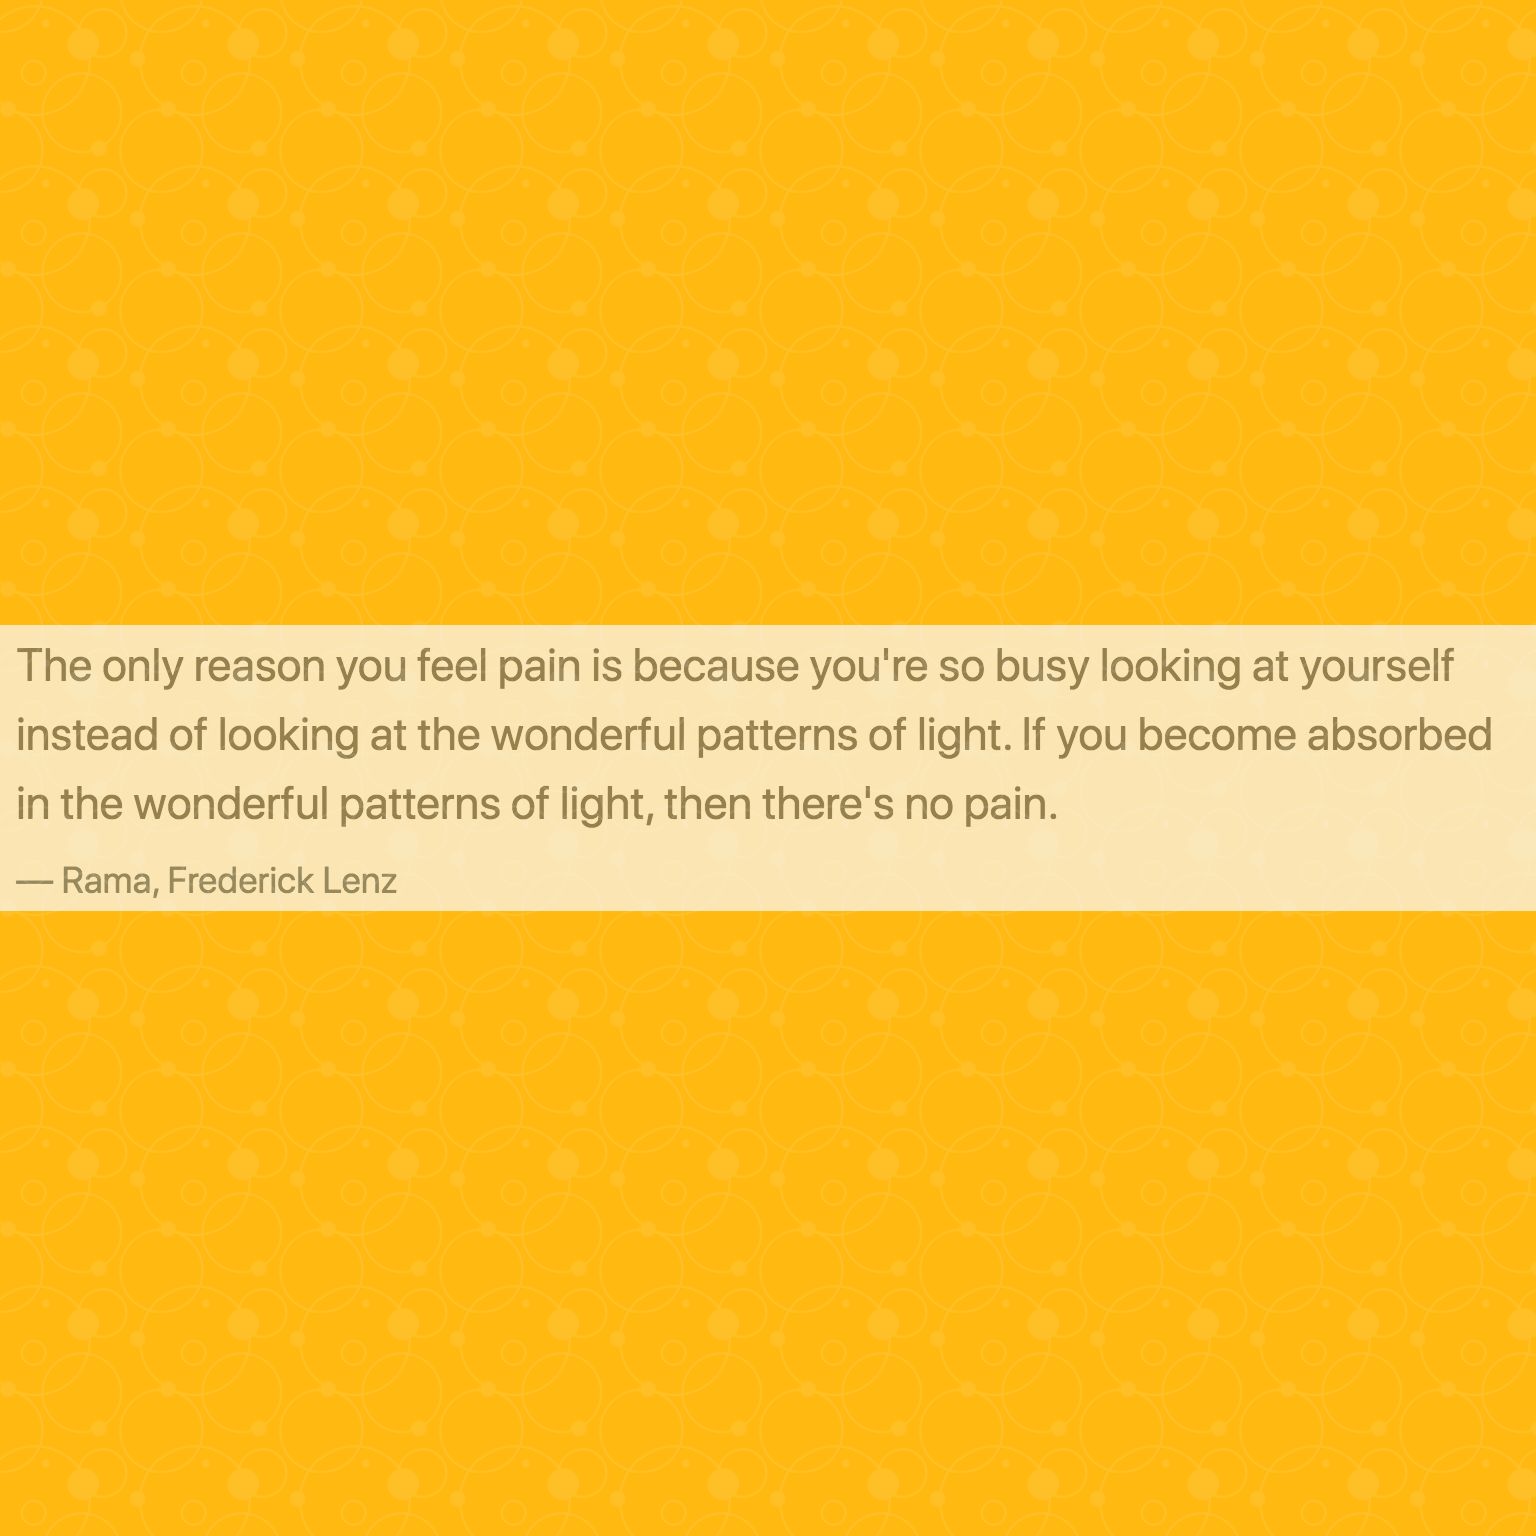 The only reason you feel pain is because you're so busy looking at yourself
instead of looking at the wonderful patterns of light. If you become absorbed
in the wonderful patterns of light, then there's no pain.
— Rama, Frederick Lenz